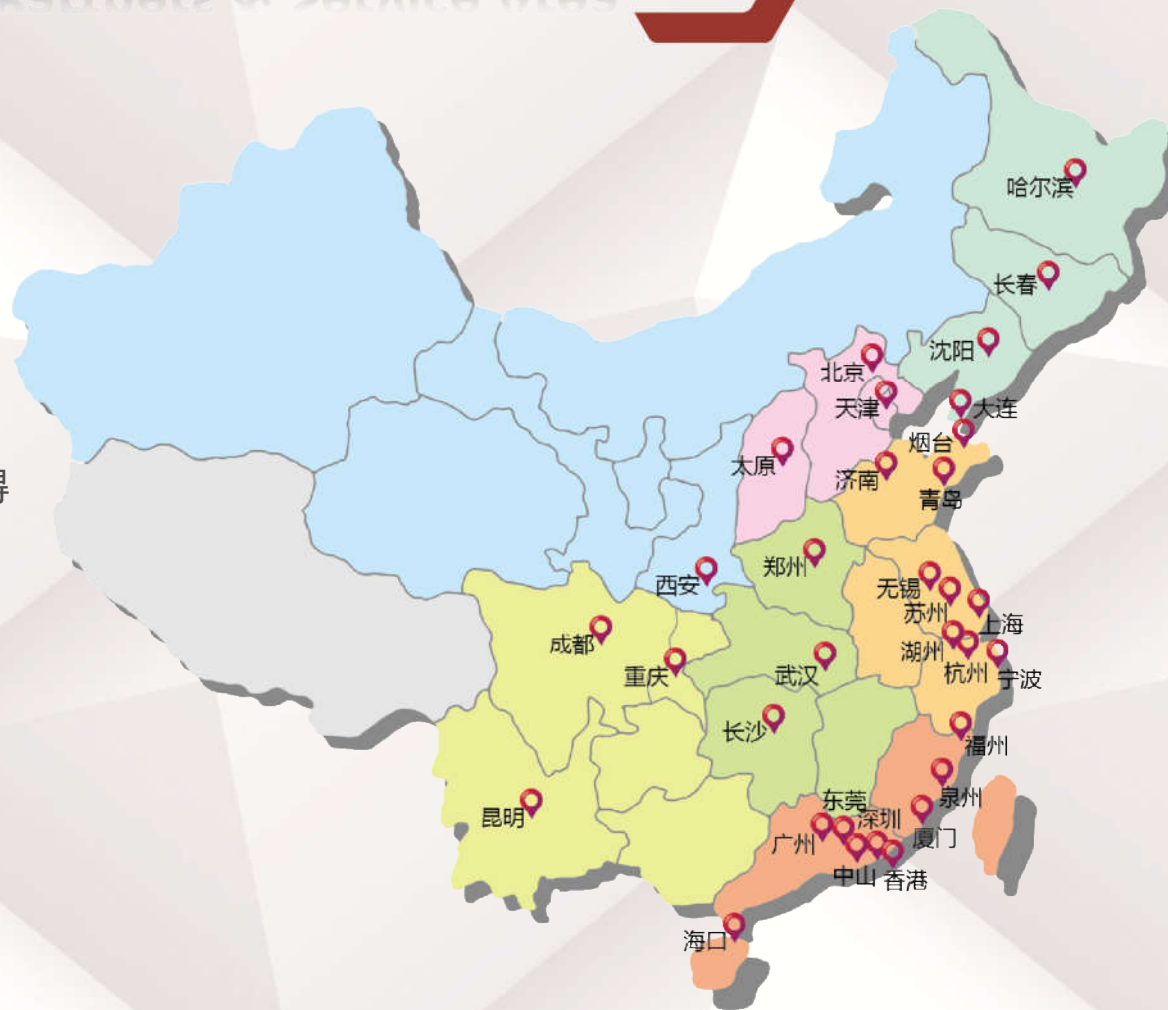 & Service Area
哈尔滨
长春
沈阳
北京
天津
大连
烟台
太原
济南
青岛
得
郑州
西安
无锡
苏州
上海
成都
湖州
杭州
宁波
重庆
武汉
长沙
福州
昆明
泉州
东莞
深圳
厦门
广州
中山
香港
海口